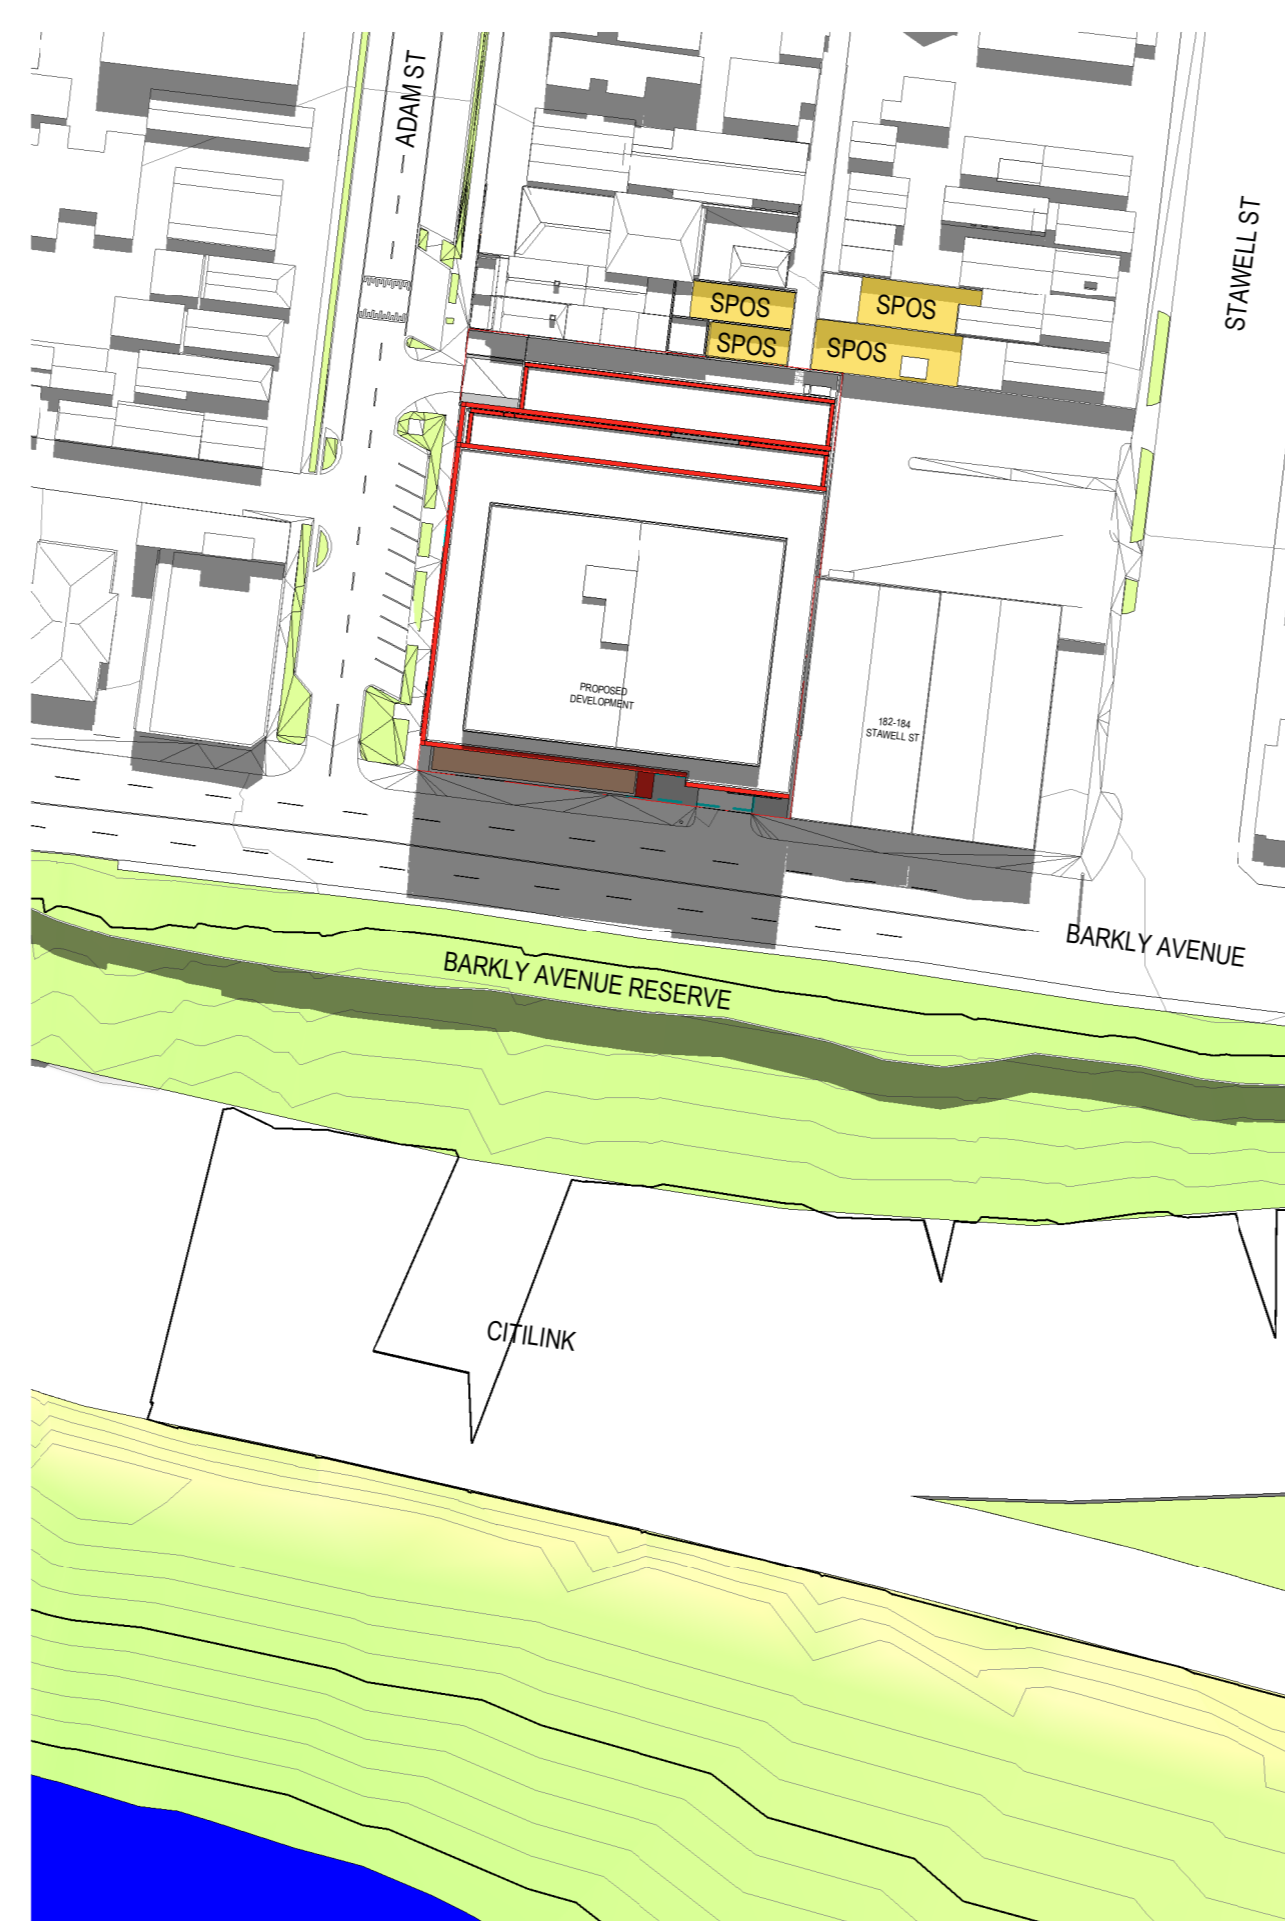 ADAM ST
STAWELL ST
SPOS
SPOS
SPOS
SPOS
PROPOSED
DEVELOPMENT
182-184
STAWELL ST
BARKLY AVENUE
BARKLY AVENUE RESERVE
CITILINK